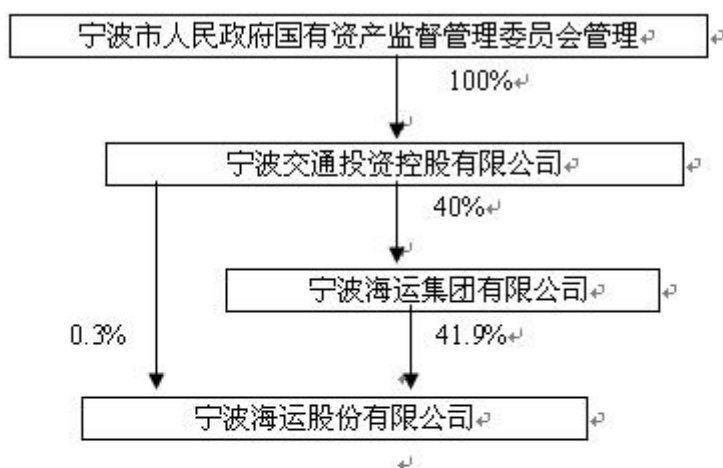 宁波市人民政府国有资产监督管理委员会管理
100%
宁波交通投资控股有限公司
40%
宁波海运集团有限公司
0.3%
41.9%
宁波海运股份有限公司